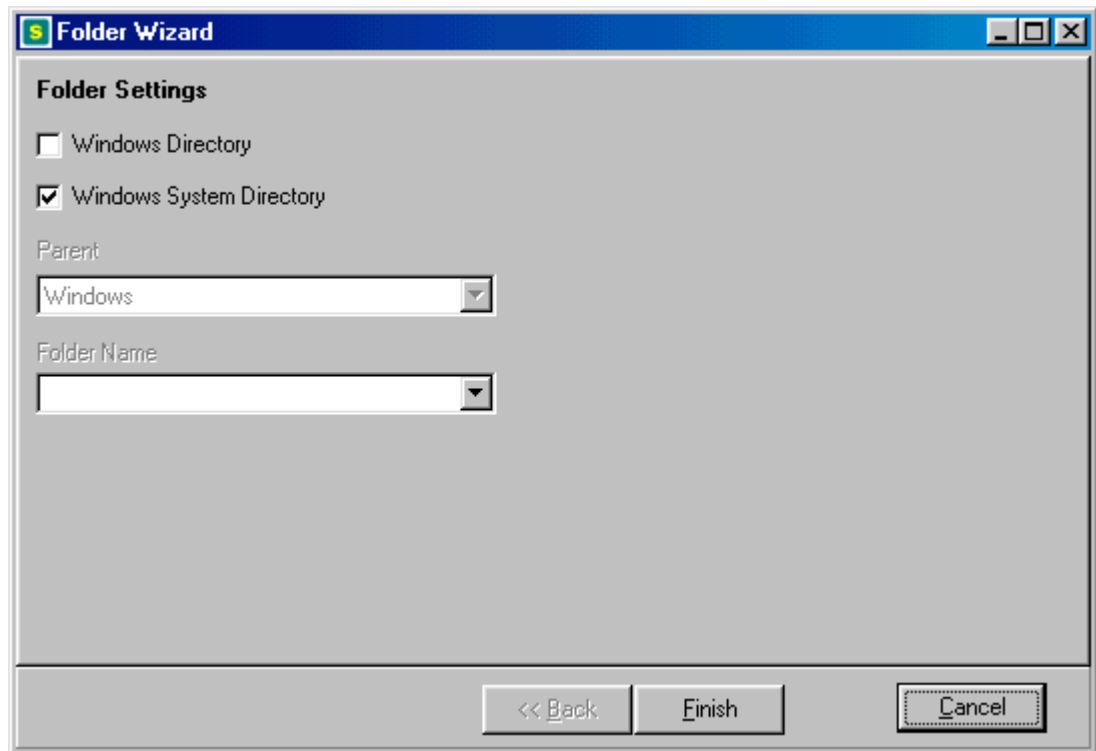 S Folder Wizard
Folder Settings
Windows Directory
Windows System Directory
Parent
Windows
Folder Name
<< Back Finish Cancel